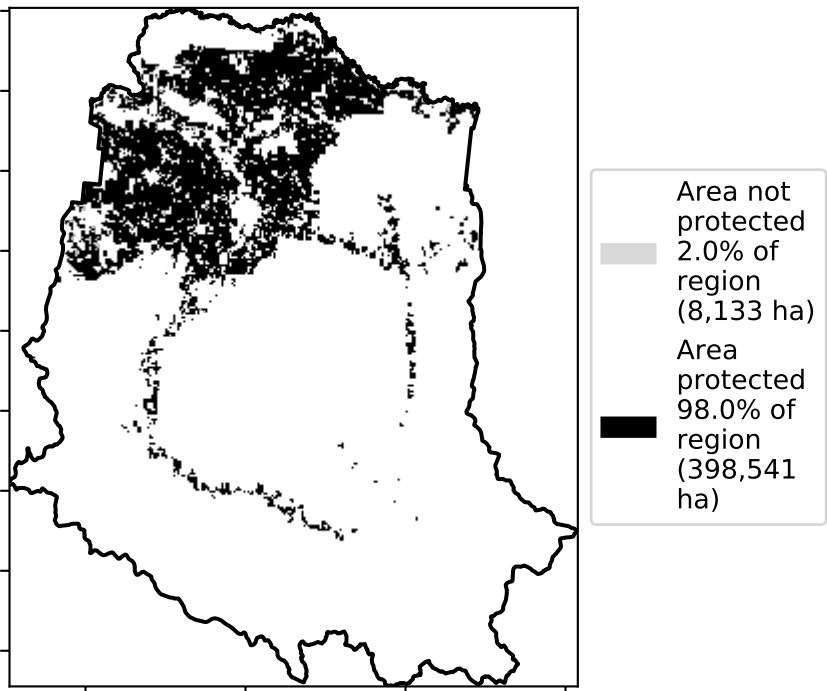 Area not
protected
2.0% of
region
(8,133 ha)
Area
protected
98.0% of
region
(398,541
ha)